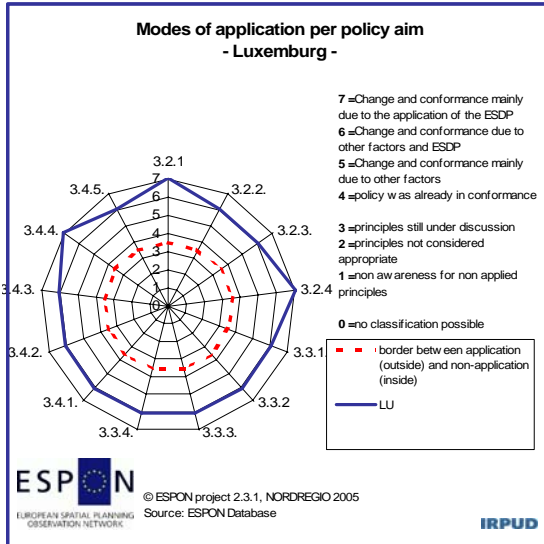 Modes of application per policy aim
- Luxemburg -
7 =Change and conformance mainly
due to the application of the ESDP
6 =Change and conformance due to
other factors and ESDP
5 =Change and conformance mainly
due to other factors
4 =policy was already in conformance
3 =principles still under discussion
2 =principles not considered
appropriate
1 =non awareness for non applied
principles
0 =no classification possible
border between application
(outside) and non-application
(inside)
LU
3.2.1
3.2.2.
3.2.3.
3.2.4
3.3.1.
3.3.2
3.3.3.
3.3.4.
3.4.1.
3.4.2.
3.4.3.
3.4.4.
3.4.5.
7
6
5
4
3
2
1
0
ESPON
EUROPEAN SPATIAL PLANNING
OBSERVATION NETWORK
© ESPON project 2.3.1, NORDREGIO 2005
Source: ESPON Database
IRPUD